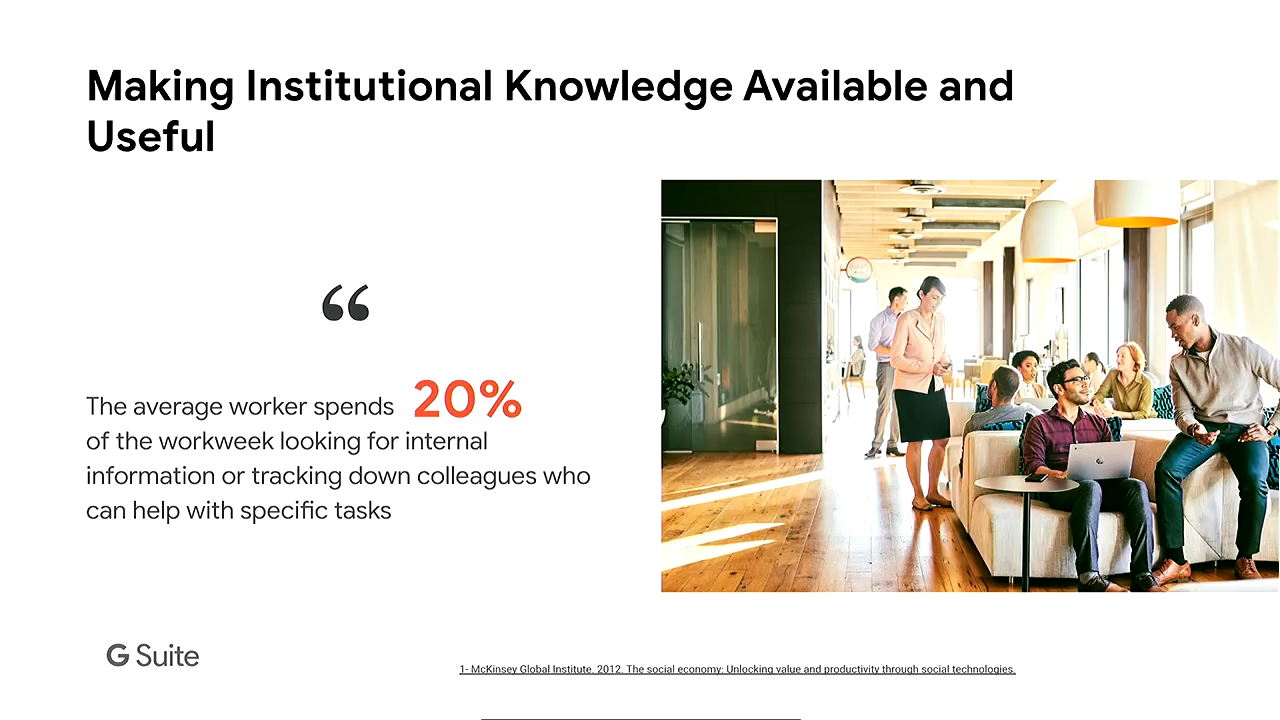 Making Institutional Knowledge Available and
Useful
“
The average worker spends 20%
of the workweek looking for internal
information or tracking down colleagues who
can help with specific tasks
G Suite
1- McKinsey Global Institute. 2012. The social economy: Unlocking value and productivity through social technologies.